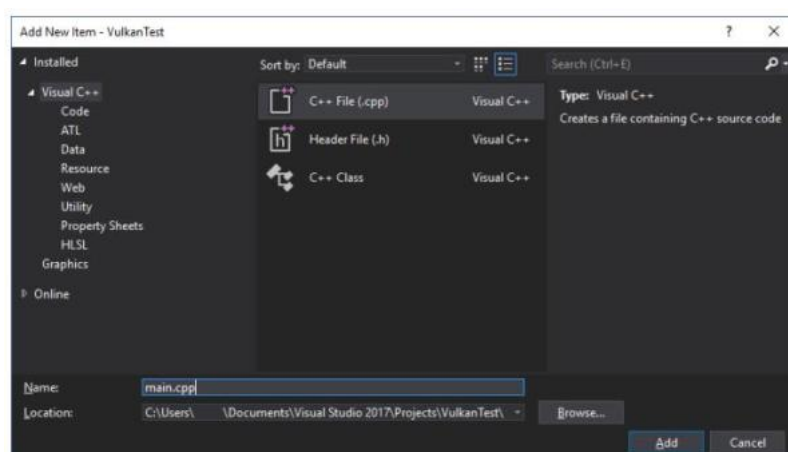 Add New Item - VulkanTest ? ×
Installed
Sort by: Default
Search (Ctrl+E)
Visual C++
Code
ATL
Data
Resource
Web
Utility
Property Sheets
HLSL
Graphics
Online
C++ File (.cpp) Visual C++
Header File (.h) Visual C++
C++ Class Visual C++
Type: Visual C++
Creates a file containing C++ source code
Name: main.cpp
Location: C:\Users\ \Documents\Visual Studio 2017\Projects\VulkanTest\
Browse...
Add Cancel